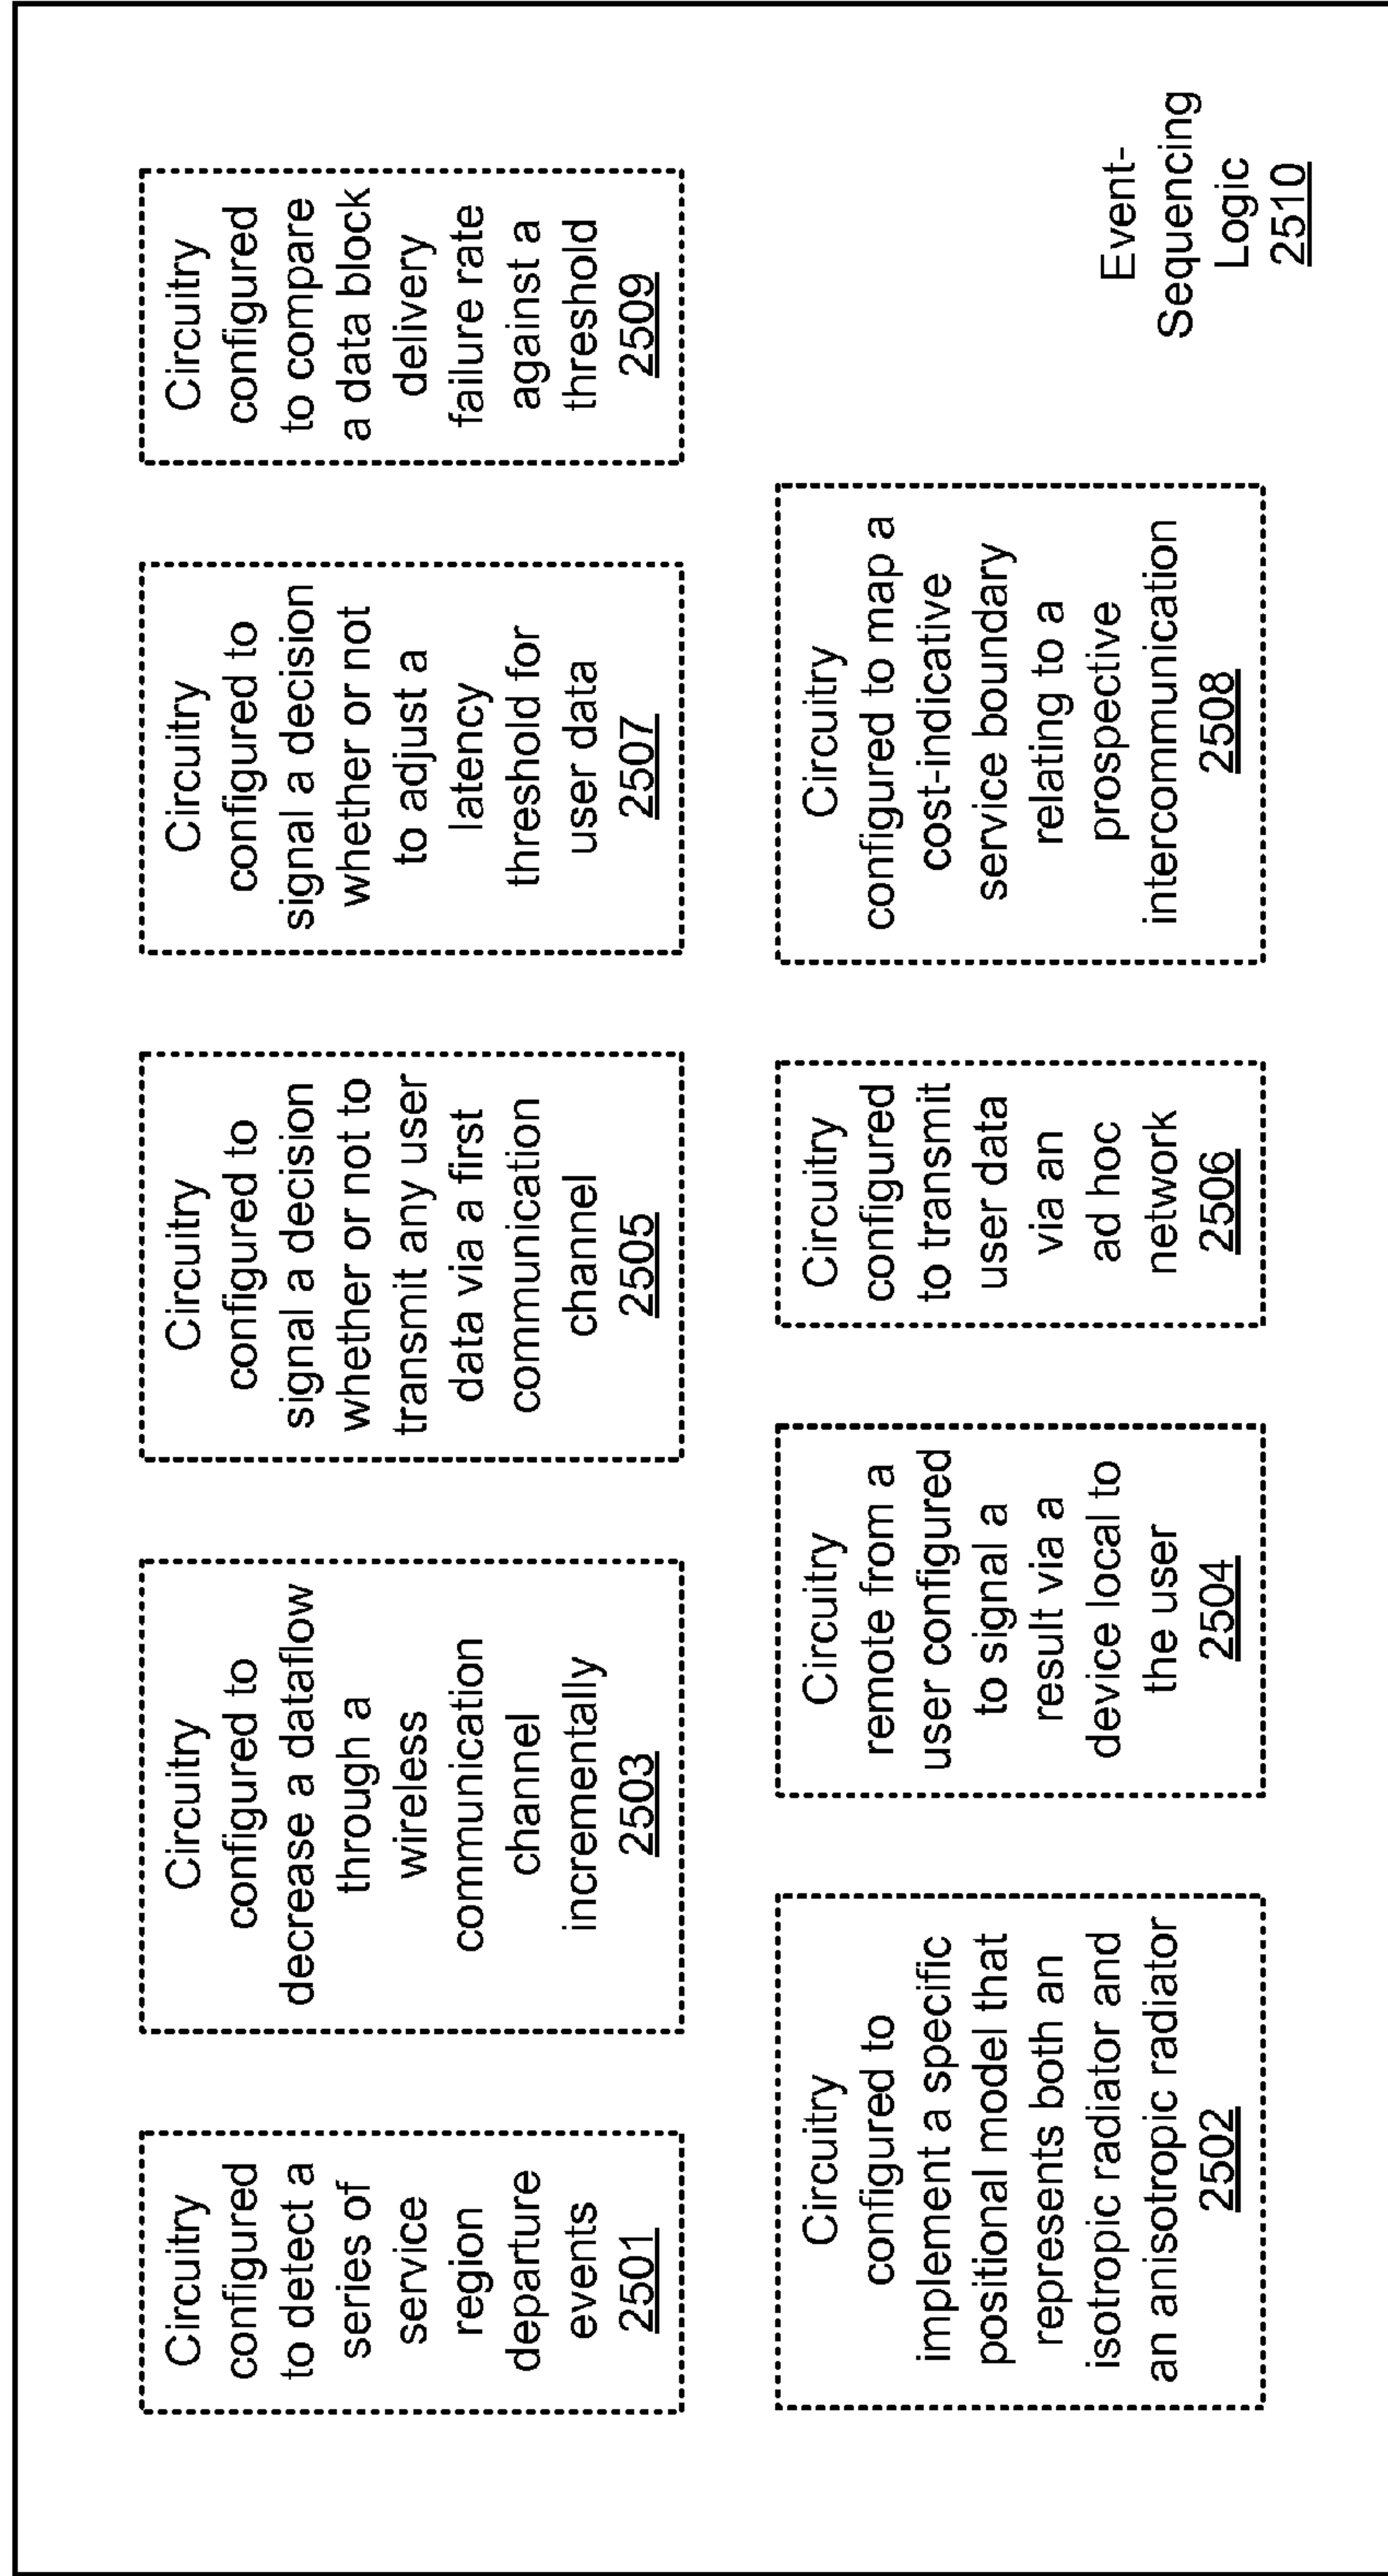 Circuitry
configured
to detect a
series of
service
region
departure
events
2501
Circuitry
configured to
decrease a dataflow
through a
wireless
communication
channel
incrementally
2503
Circuitry
configured to
signal a decision
whether or not to
transmit any user
data via a first
communication
channel
2505
Circuitry
configured to
signal a decision
whether or not
to adjust a
latency
threshold for
user data
2507
Circuitry
configured
to compare
a data block
delivery
failure rate
against a
threshold
2509
Circuitry
configured to
implement a specific
positional model that
represents both an
isotropic radiator and
an anisotropic radiator
2502
Circuitry
remote from a
user configured
to signal a
result via a
device local to
the user
2504
Circuitry
configured
to transmit
user data
via an
ad hoc
network
2506
Circuitry
configured to map a
cost-indicative
service boundary
relating to a
prospective
intercommunication
2508
Event-
Sequencing
Logic
2510